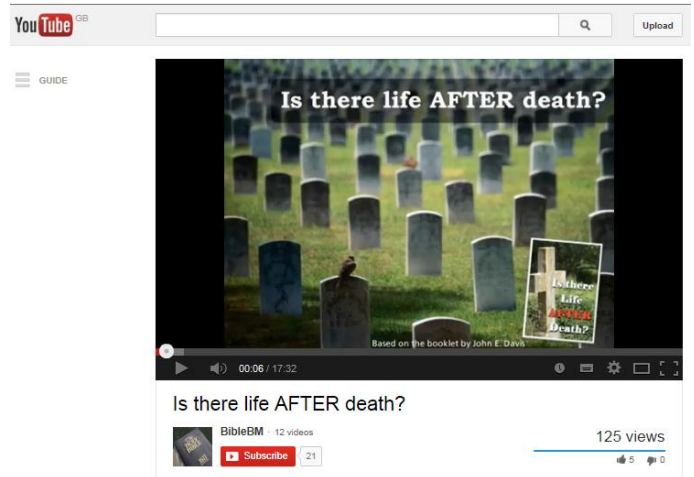 YouTube GB
Upload
GUIDE
Is there life AFTER death?
Is there
Life
AFTER
Death?
Based on the booklet by John E. Davis
00:06 / 17:32
Is there life AFTER death?
BibleBM · 12 videos
Subscribe 21
125 views
5 0